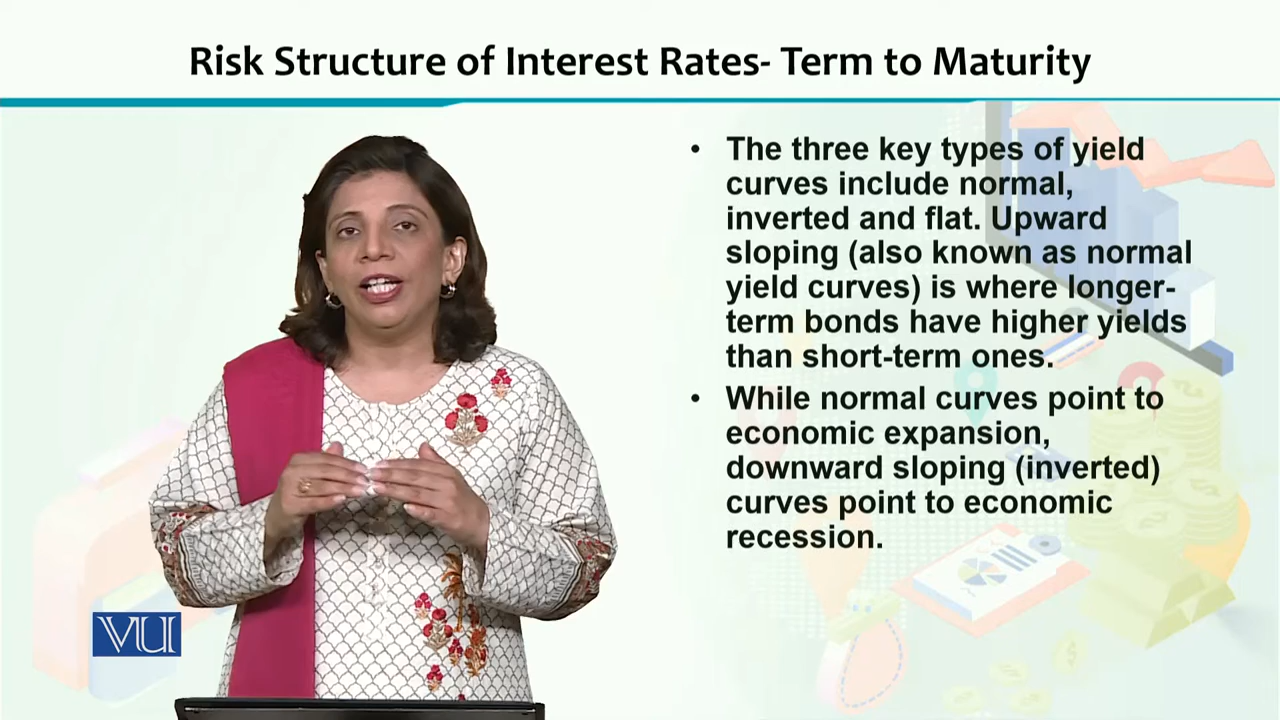 Risk Structure of Interest Rates- Term to Maturity
• The three key types of yield
curves include normal,
inverted and flat. Upward
sloping (also known as normal
yield curves) is where longer-
term bonds have higher yields
than short-term ones.
• While normal curves point to
economic expansion,
downward sloping (inverted)
curves point to economic
recession.
VU